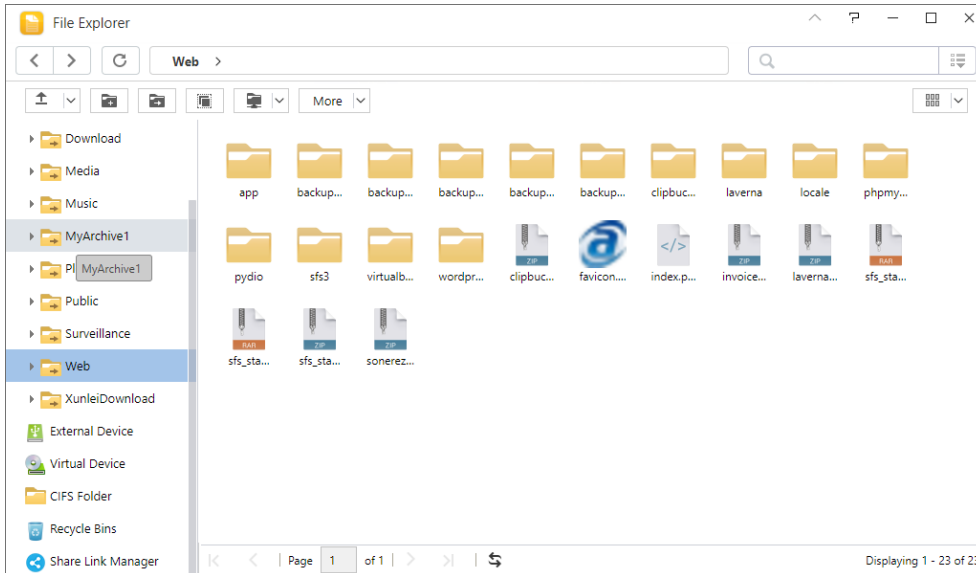 File Explorer
Web >
More
Download
Media
Music
MyArchive1
Pl
MyArchive1
Public
Surveillance
Web
XunleiDownload
External Device
Virtual Device
CIFS Folder
Recycle Bins
Share Link Manager
app backup... backup... backup... backup... backup... clipbuc... laverna locale phpmy...
ZIP </> ZIP ZIP RAR
pydio sfs3 virtualb... wordpr... clipbuc... favicon.... index.p... invoice... laverna... sfs_sta...
RAR ZIP ZIP
sfs_sta... sfs_sta... sonerez...
Page 1 of 1 Displaying 1 - 23 of 23